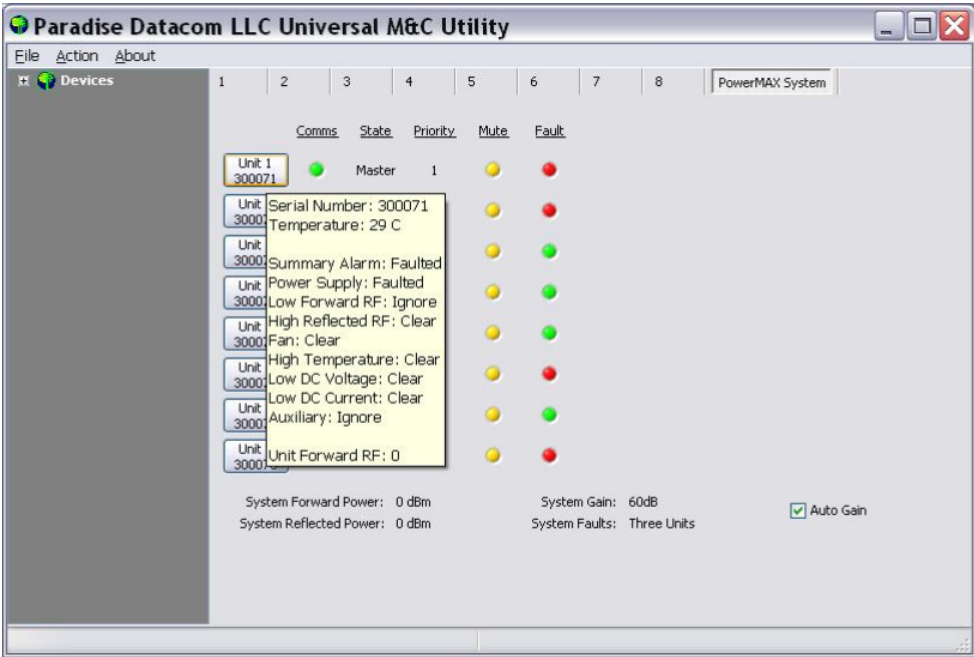 Paradise Datacom LLC Universal M&C Utility
File Action About
Devices
1 2 3 4 5 6 7 8 PowerMAX System
Comms State Priority Mute Fault
Unit 1
300071
Master 1
Unit
Serial Number: 300071
Temperature: 29 C
Unit
Summary Alarm: Faulted
Unit
Power Supply: Faulted
Low Forward RF: Ignore
Unit
High Reflected RF: Clear
Fan: Clear
Unit
High Temperature: Clear
Low DC Voltage: Clear
Unit
Low DC Current: Clear
Auxiliary: Ignore
Unit
Unit Forward RF: 0
System Forward Power: 0 dBm System Gain: 60dB
Auto Gain
System Reflected Power: 0 dBm System Faults: Three Units